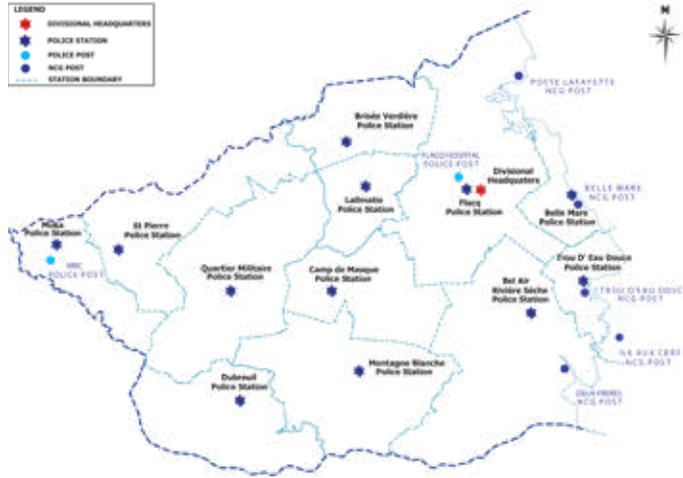 LEGEND
DIVISIONAL HEADQUARTERS
POLICE STATION
POLICE POST
NCG POST
STATION BOUNDARY
N
POSTE LAFAYETTE
NCG POST
Brisée Verdière
Police Station
FLACQ HOSPITAL
POLICE POST
Divisional
Headquaters
Lallmatie
Police Station
Flacq
Police Station
BELLE MARE
NCG POST
Belle Mare
Police Station
Moka
Police Station
St Pierre
Police Station
MBC
POLICE POST
Quartier Militaire
Police Station
Camp de Masque
Police Station
Trou D' Eau Douce
Police Station
Bel Air
Rivière Sèche
Police Station
TROU D'EAU DOUC
NCG POST
ILE AUX CERF
NCG POST
Montagne Blanche
Police Station
Dubreuil
Police Station
DEUX FRERES
NCG POST